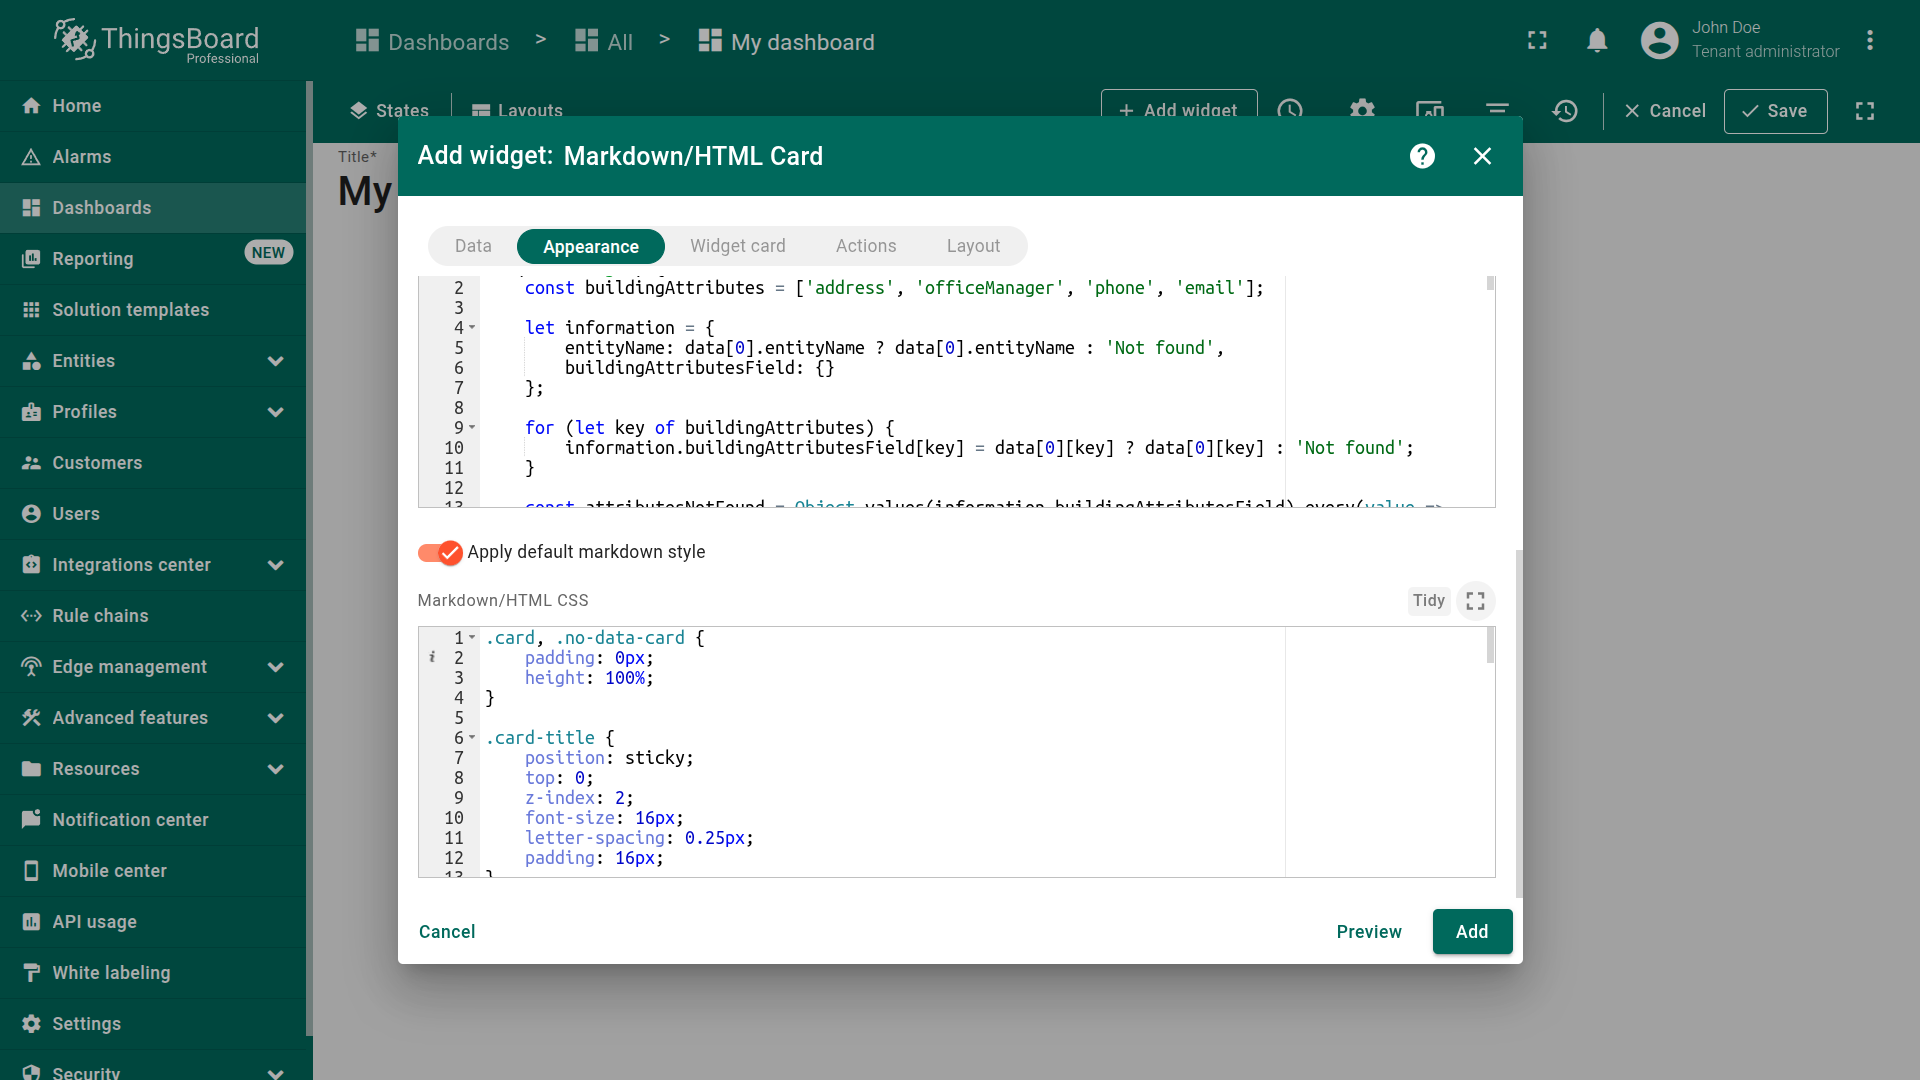 ThingsBoard
Professional
Dashboards > All > My dashboard
John Doe
Tenant administrator
Home
Alarms
Dashboards
Reporting NEW
Solution templates
Entities
Profiles
Customers
Users
Integrations center
Rule chains
Edge management
Advanced features
Resources
Notification center
Mobile center
API usage
White labeling
Settings
Security
States
Layouts
+ Add widget
Cancel
Save
Title*
My
Add widget: Markdown/HTML Card
Data Appearance Widget card Actions Layout
2 const buildingAttributes = ['address', 'officeManager', 'phone', 'email'];
3
4 let information = {
5 entityName: data[0].entityName ? data[0].entityName : 'Not found',
6 buildingAttributesField: {}
7 };
8
9 for (let key of buildingAttributes) {
10 information.buildingAttributesField[key] = data[0][key] ? data[0][key] : 'Not found';
11 }
12
13 const attributesNotFound = Object.values(information.buildingAttributesField).every(value =>
Apply default markdown style
Markdown/HTML CSS
Tidy
1 .card, .no-data-card {
2 padding: 0px;
3 height: 100%;
4 }
5
6 .card-title {
7 position: sticky;
8 top: 0;
9 z-index: 2;
10 font-size: 16px;
11 letter-spacing: 0.25px;
12 padding: 16px;
13 }
Cancel
Preview
Add